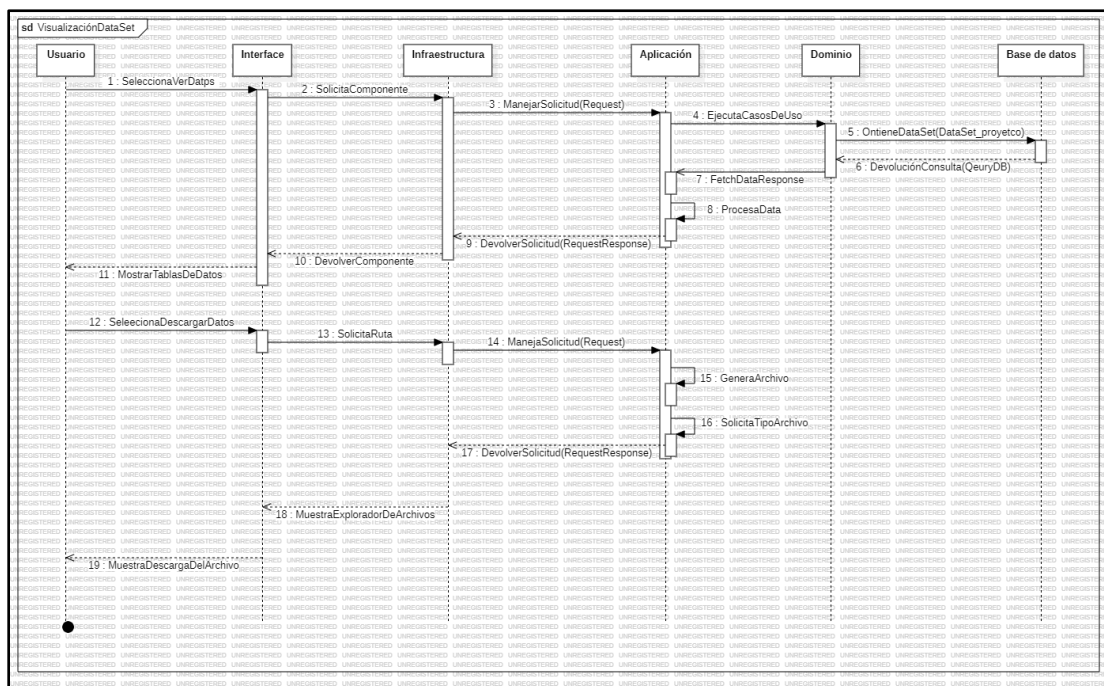 sd VisualizaciónDataSet
Usuario
Interface
Infraestructura
Aplicación
Dominio
Base de datos
1 : SeleccionaVerDatps
2 : SolicitaComponente
3 : ManejarSolicitud(Request)
4 : EjecutaCasosDeUso
5 : OntieneDataSet(DataSet_proyetco)
6 : DevoluciónConsulta(QeuryDB)
7 : FetchDataResponse
8 : ProcesaData
9 : DevolverSolicitud(RequestResponse)
10 : DevolverComponente
11 : MostrarTablasDeDatos
12 : SeleecionaDescargarDatos
13 : SolicitaRuta
14 : ManejaSolicitud(Request)
15 : GeneraArchivo
16 : SolicitaTipoArchivo
17 : DevolverSolicitud(RequestResponse)
18 : MuestraExploradorDeArchivos
19 : MuestraDescargaDelArchivo
UNREGISTERED